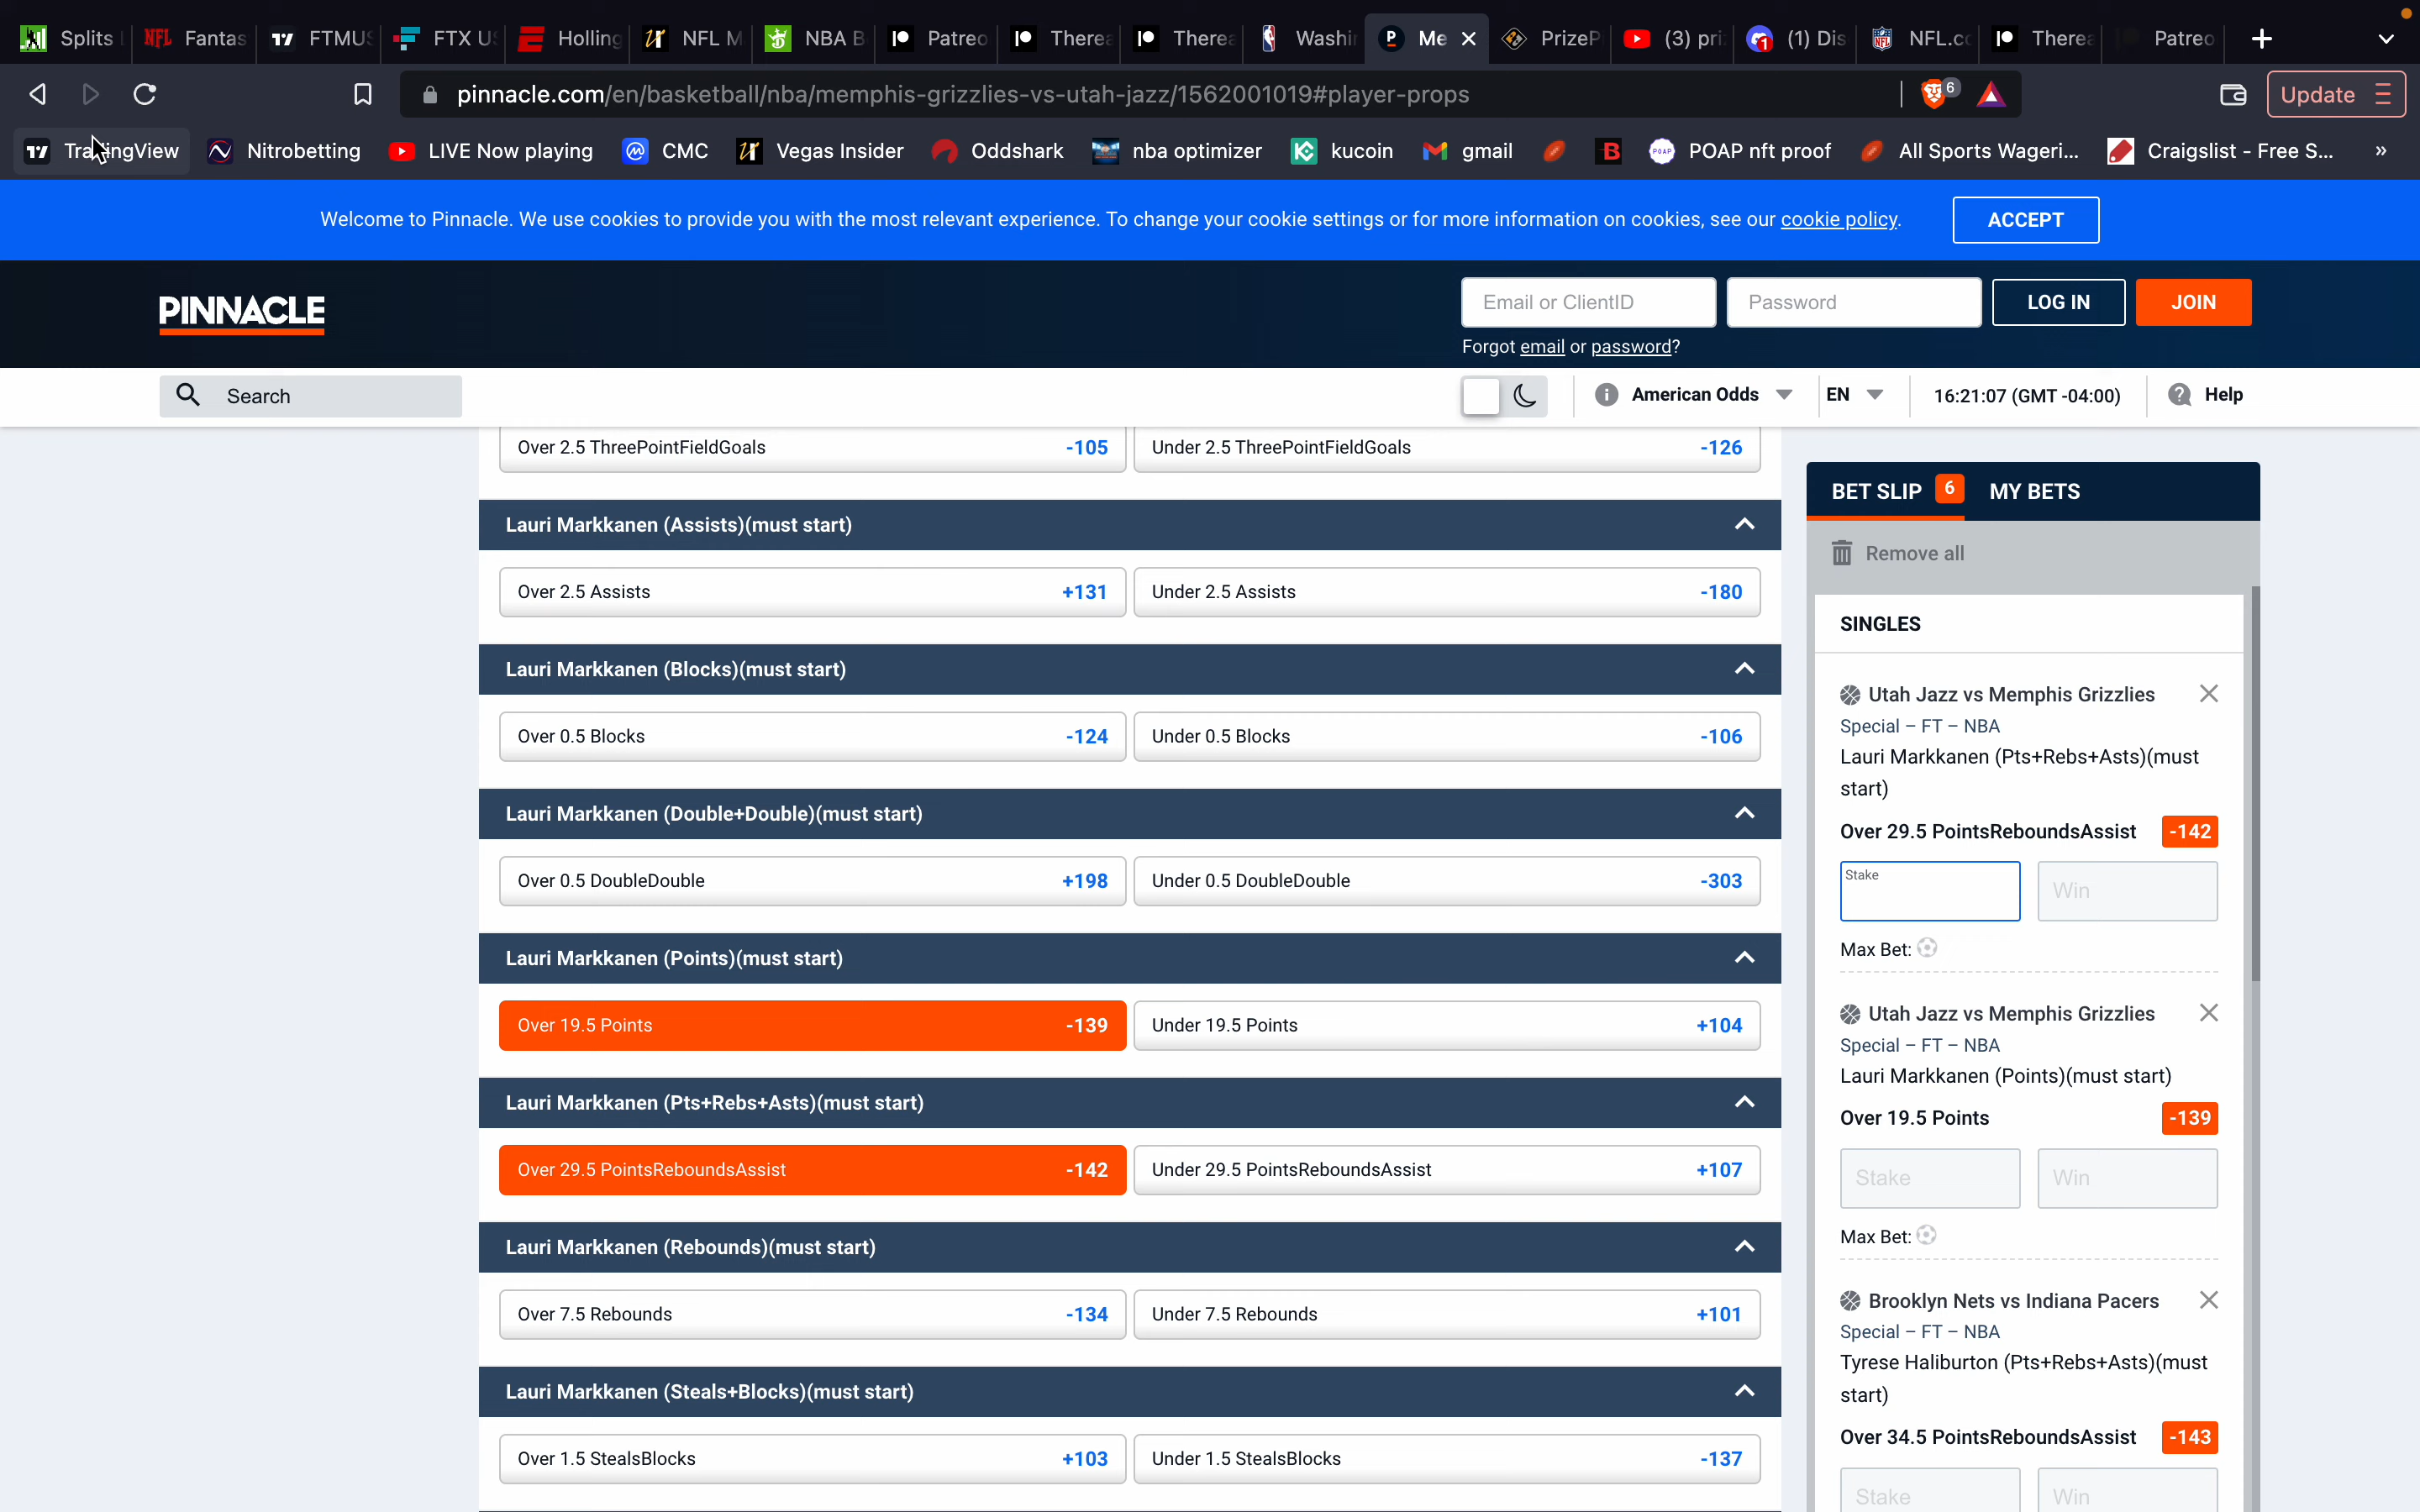 Splits
Fantas
FTMUS
FTX US
Holling
NFL M
NBA B
Patreo
Therea
Therea
Washi
Me
PrizeP
(3) pri
(1) Dis
NFL.co
Therea
Patreo
pinnacle.com/en/basketball/nba/memphis-grizzlies-vs-utah-jazz/1562001019#player-props
6
Update
TradingView
Nitrobetting
LIVE Now playing
CMC
Vegas Insider
Oddshark
nba optimizer
kucoin
gmail
POAP nft proof
All Sports Wageri...
Craigslist - Free S...
»
Welcome to Pinnacle. We use cookies to provide you with the most relevant experience. To change your cookie settings or for more information on cookies, see our cookie policy.
ACCEPT
PINNACLE
Email or ClientID
Password
LOG IN
JOIN
Forgot email or password?
Search
American Odds
EN
16:21:07 (GMT -04:00)
Help
Over 2.5 ThreePointFieldGoals -105
Under 2.5 ThreePointFieldGoals -126
Lauri Markkanen (Assists)(must start)
Over 2.5 Assists +131
Under 2.5 Assists -180
Lauri Markkanen (Blocks)(must start)
Over 0.5 Blocks -124
Under 0.5 Blocks -106
Lauri Markkanen (Double+Double)(must start)
Over 0.5 DoubleDouble +198
Under 0.5 DoubleDouble -303
Lauri Markkanen (Points)(must start)
Over 19.5 Points -139
Under 19.5 Points +104
Lauri Markkanen (Pts+Rebs+Asts)(must start)
Over 29.5 PointsReboundsAssist -142
Under 29.5 PointsReboundsAssist +107
Lauri Markkanen (Rebounds)(must start)
Over 7.5 Rebounds -134
Under 7.5 Rebounds +101
Lauri Markkanen (Steals+Blocks)(must start)
Over 1.5 StealsBlocks +103
Under 1.5 StealsBlocks -137
BET SLIP 6
MY BETS
Remove all
SINGLES
Utah Jazz vs Memphis Grizzlies
Special – FT – NBA
Lauri Markkanen (Pts+Rebs+Asts)(must
start)
Over 29.5 PointsReboundsAssist -142
Stake
Win
Max Bet:
Utah Jazz vs Memphis Grizzlies
Special – FT – NBA
Lauri Markkanen (Points)(must start)
Over 19.5 Points -139
Stake
Win
Max Bet:
Brooklyn Nets vs Indiana Pacers
Special – FT – NBA
Tyrese Haliburton (Pts+Rebs+Asts)(must
start)
Over 34.5 PointsReboundsAssist -143
Stake
Win